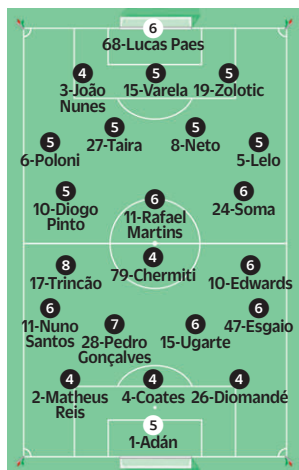 6
68-Lucas Paes
4 5 5
3-João Nunes 15-Varela 19-Zolotic
5 5 5 5
6-Poloni 27-Taira 8-Neto 5-Lelo
5 6 6
10-Diogo Pinto 11-Rafael Martins 24-Soma
8 4 6
17-Trincão 79-Chermiti 10-Edwards
6 7 6 6
11-Nuno Santos 28-Pedro Gonçalves 15-Ugarte 47-Esgaio
4 4 4
2-Matheus Reis 4-Coates 26-Diomandé
5
1-Adán